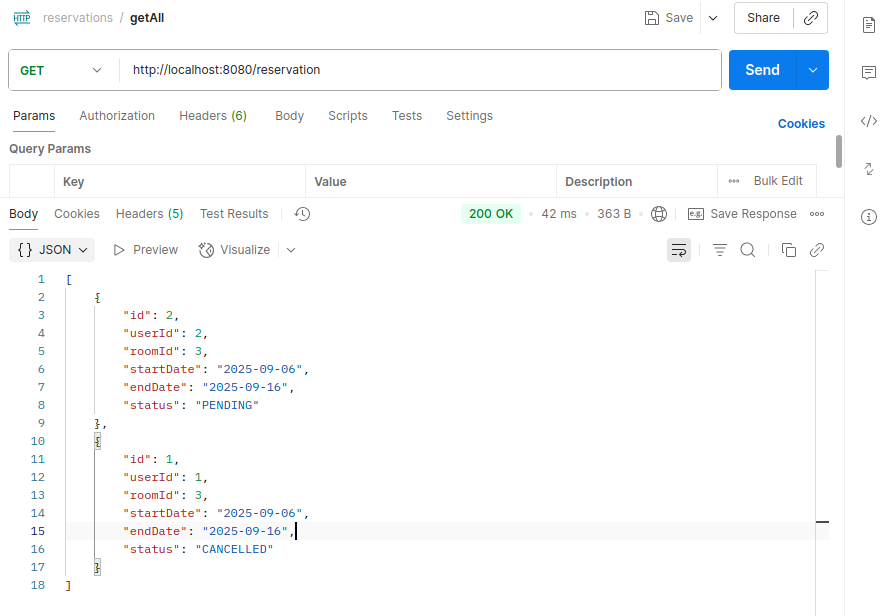 HTTP reservations / getAll Save Share
GET http://localhost:8080/reservation Send
Params Authorization Headers (6) Body Scripts Tests Settings Cookies
Query Params
Key Value Description Bulk Edit
Body Cookies Headers (5) Test Results 200 OK • 42 ms • 363 B • e.g. Save Response
{} JSON Preview Visualize
1 [
2 {
3 "id": 2,
4 "userId": 2,
5 "roomId": 3,
6 "startDate": "2025-09-06",
7 "endDate": "2025-09-16",
8 "status": "PENDING"
9 },
10 {
11 "id": 1,
12 "userId": 1,
13 "roomId": 3,
14 "startDate": "2025-09-06",
15 "endDate": "2025-09-16",
16 "status": "CANCELLED"
17 }
18 ]